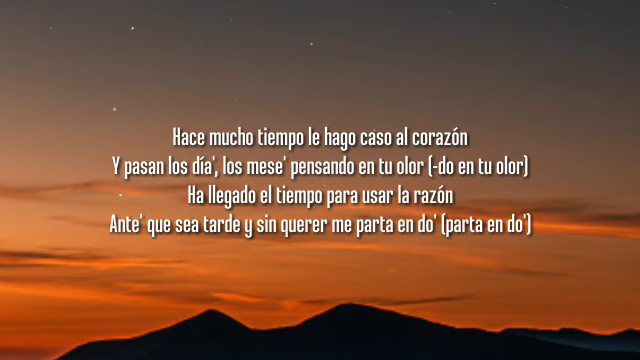 Hace mucho tiempo le hago caso al corazón
Y pasan los día', los mese' pensando en tu olor (-do en tu olor)
Ha llegado el tiempo para usar la razón
Ante' que sea tarde y sin querer me parta en do' (parta en do')